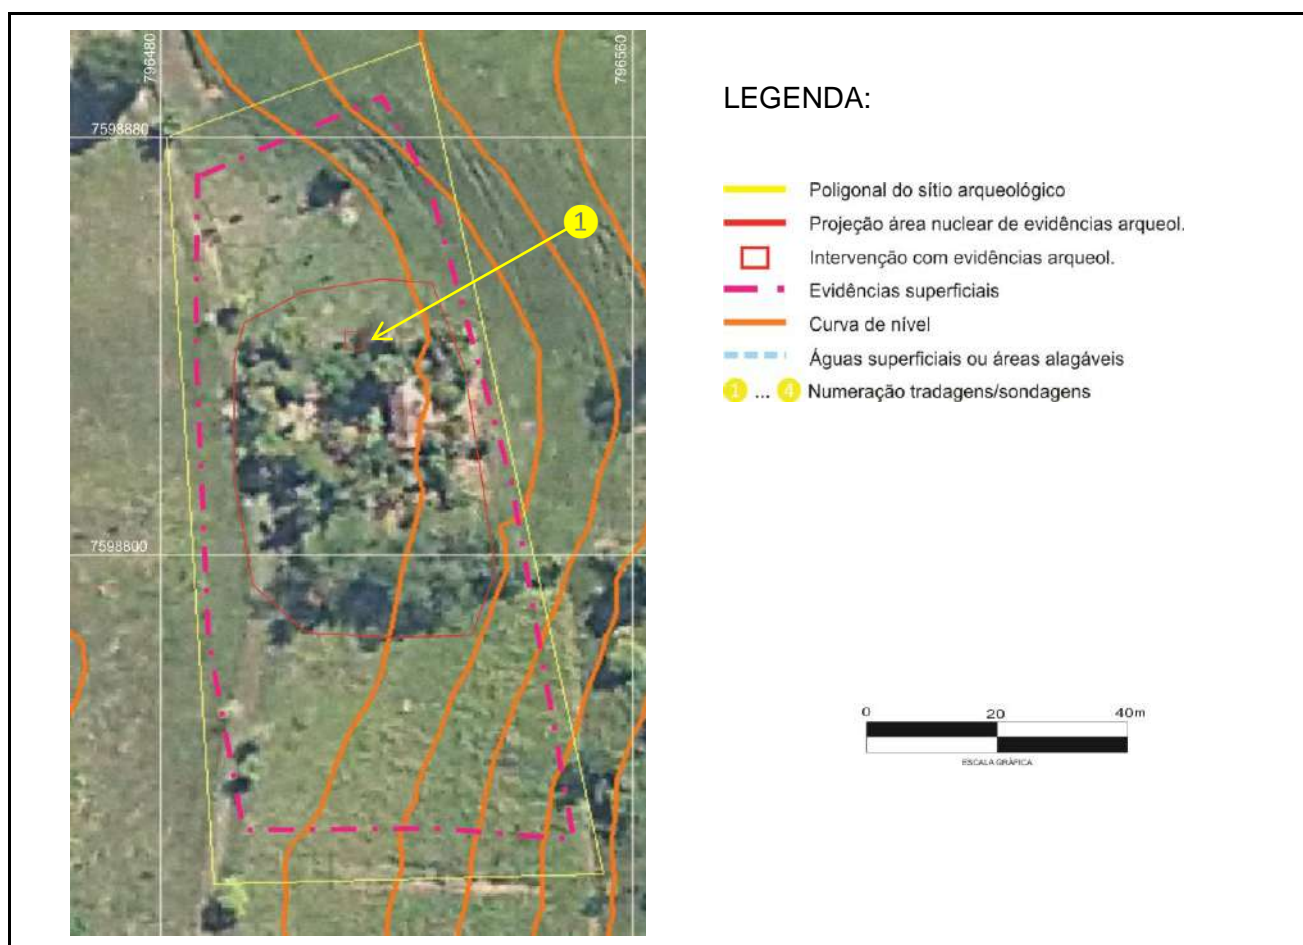 796480
796560
7598880
1
7598800
LEGENDA:
Poligonal do sítio arqueológico
Projeção área nuclear de evidências arqueol.
Intervenção com evidências arqueol.
Evidências superficiais
Curva de nível
Águas superficiais ou áreas alagáveis
1 ... 4 Numeração tradagens/sondagens
0 20 40m
ESCALA GRÁFICA